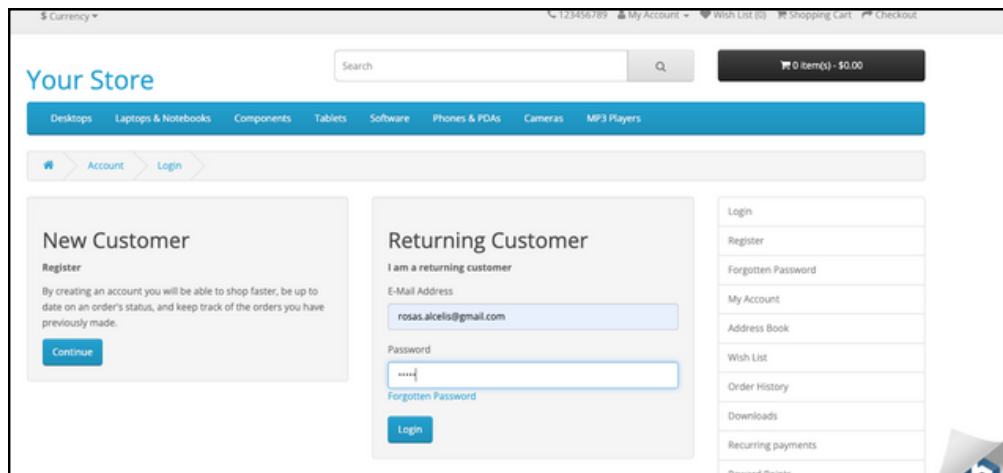 $ Currency
123456789 My Account Wish List (0) Shopping Cart Checkout
Your Store
Search
0 item(s) - $0.00
Desktops Laptops & Notebooks Components Tablets Software Phones & PDAs Cameras MP3 Players
Account Login
New Customer
Register
By creating an account you will be able to shop faster, be up to
date on an order's status, and keep track of the orders you have
previously made.
Continue
Returning Customer
I am a returning customer
E-Mail Address
rosas.alcelis@gmail.com
Password
•••••
Forgotten Password
Login
Login
Register
Forgotten Password
My Account
Address Book
Wish List
Order History
Downloads
Recurring payments
Reward Points